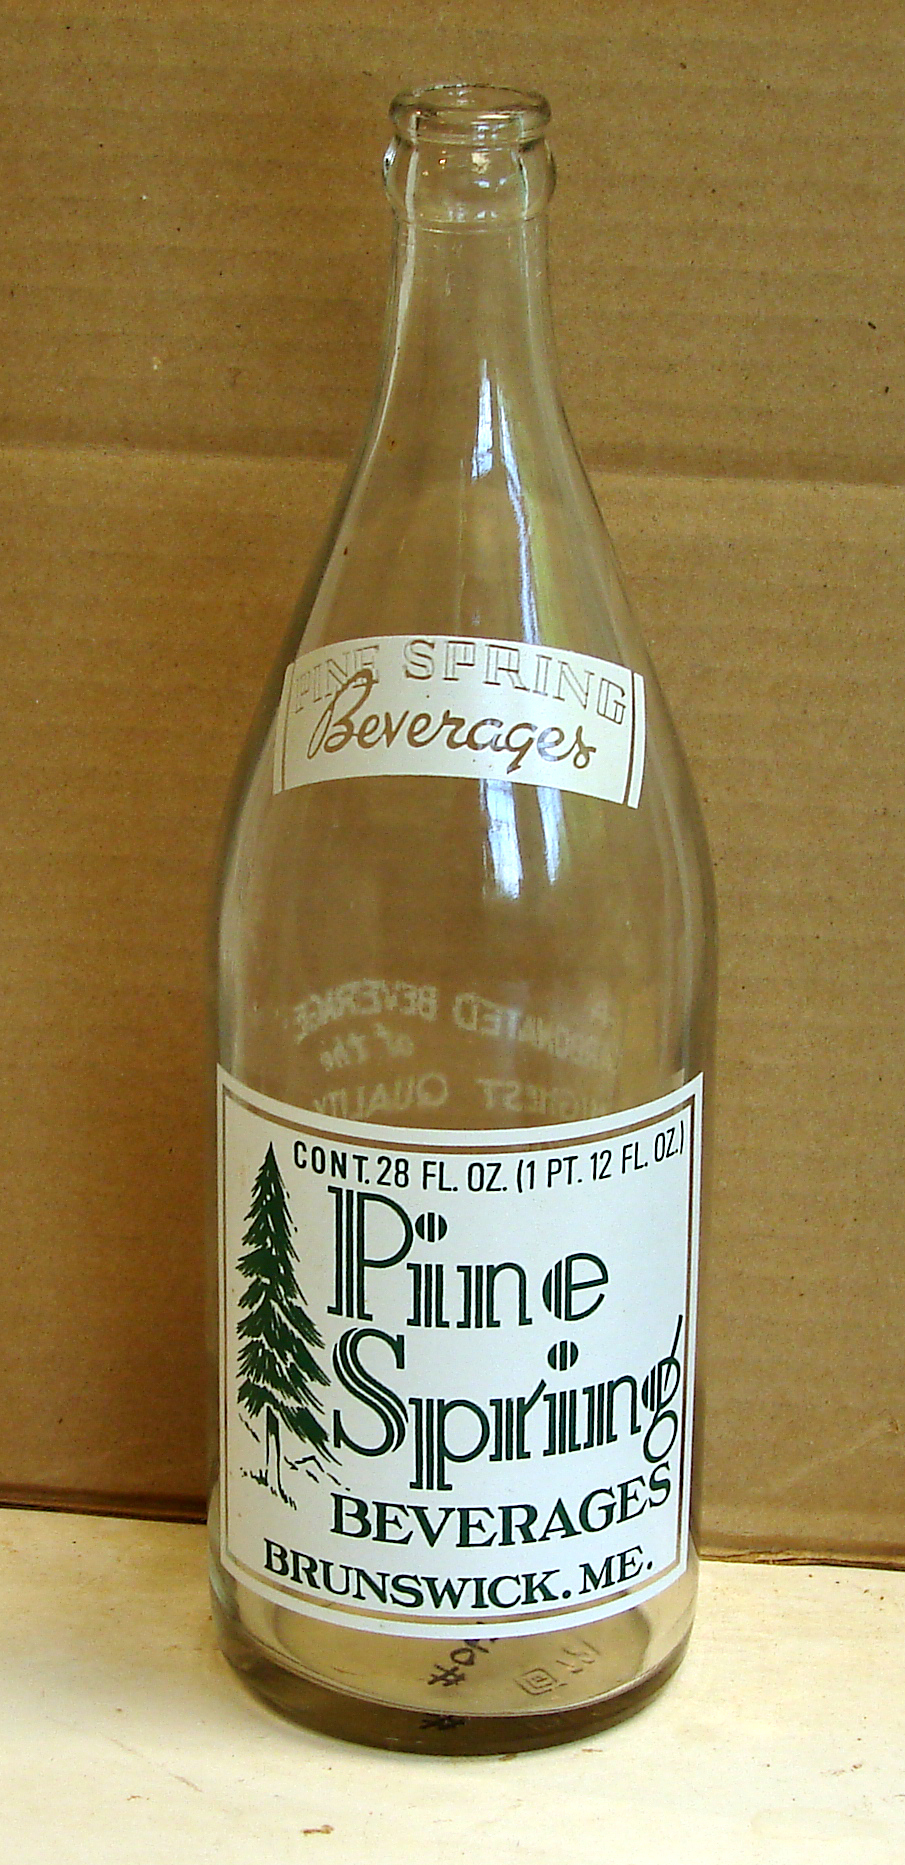 PINE SPRING
Beverages
CARBONATED BEVERAGE
of the
HIGHEST QUALITY
CONT. 28 FL. OZ. (1 PT. 12 FL. OZ.)
Pine
Spring
BEVERAGES
BRUNSWICK. ME.